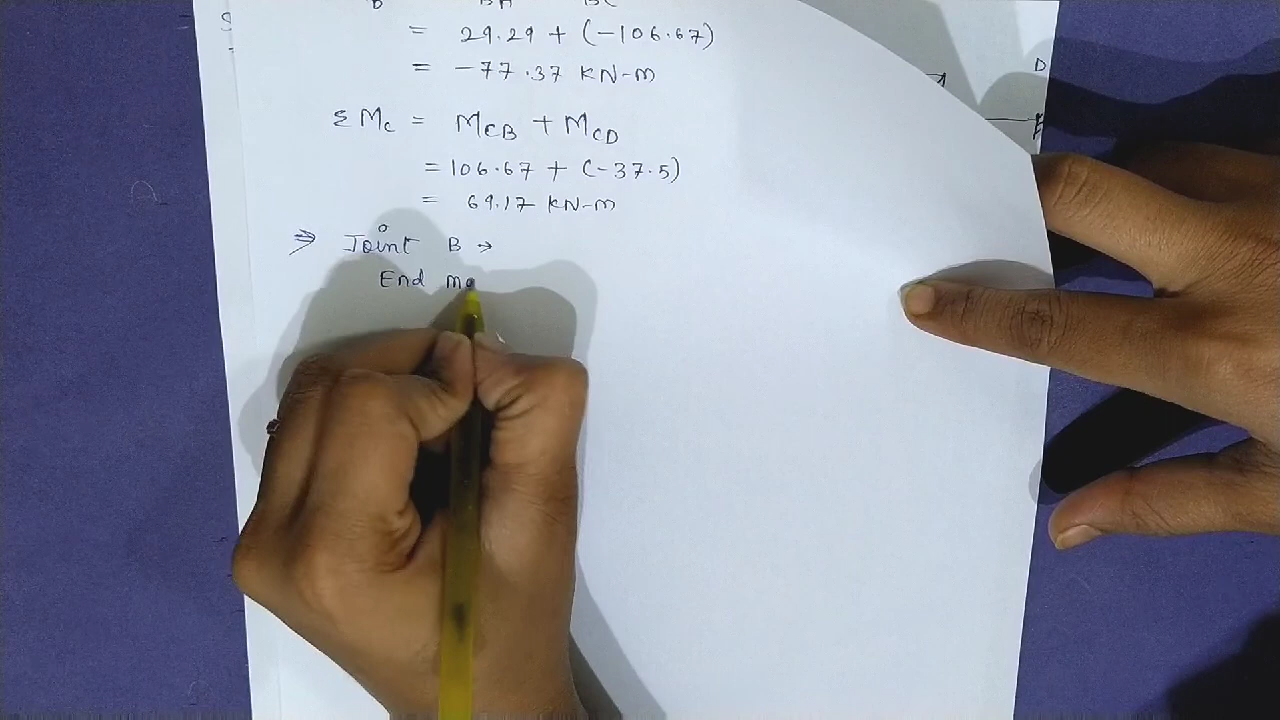 = 29.29 + (-106.67)
= -77.37 KN-m
ΣMc = MCB + MCD
= 106.67 + (-37.5)
= 69.17 KN-m
⇒ Joint B →
End mo
D